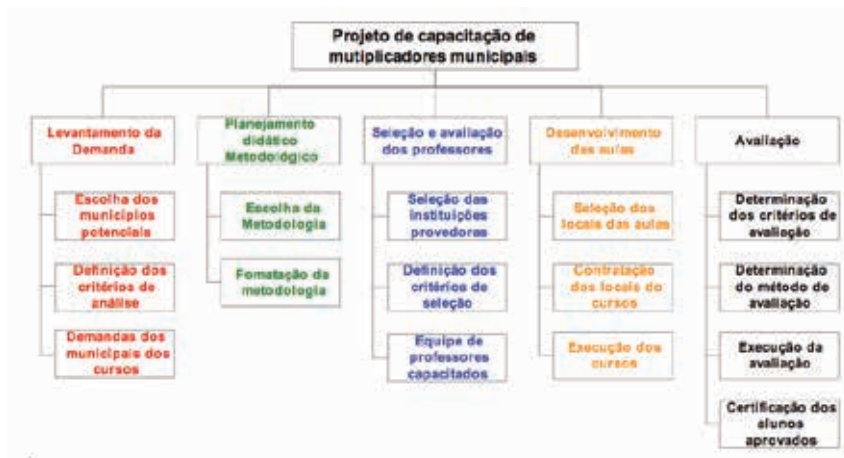 Projeto de capacitação de
mutiplicadores municipais
Levantamento da
Demanda
Escolha dos
municípios
potenciais
Definição dos
critérios de
análise
Demandas dos
municipais dos
cursos
Planejamento
didático
Metodológico
Escolha da
Metodologia
Fomatação da
metodologia
Seleção e avaliação
dos professores
Seleção das
instituições
provedoras
Definição dos
critérios de
seleção
Equipe de
professores
capacitados
Desenvolvimento
das aulas
Seleção dos
locais das aulas
Contratação
dos locais do
cursos
Execução dos
cursos
Avaliação
Determinação
dos critérios de
avaliação
Determinação
do método de
avaliação
Execução da
avaliação
Certificação dos
alunos
aprovados